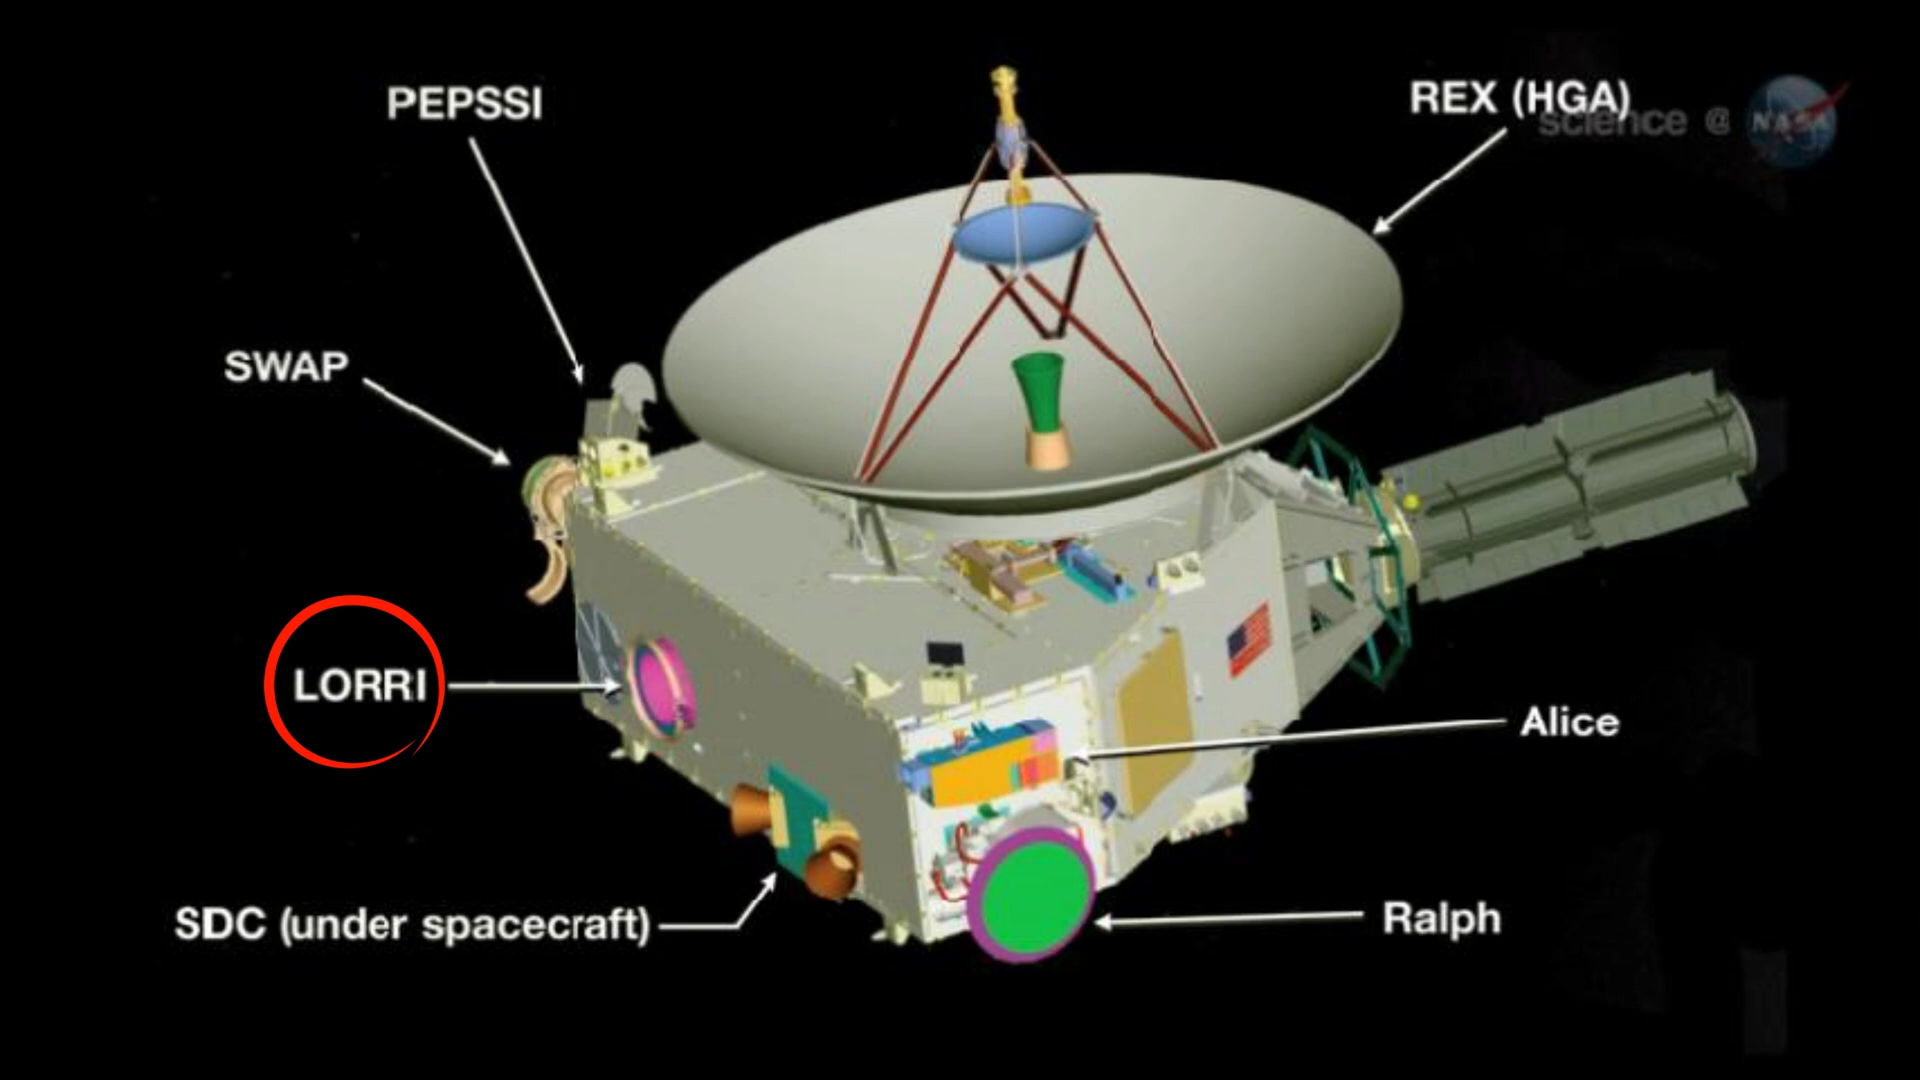 PEPSSI
REX (HGA)
science @ NASA
SWAP
LORRI
Alice
SDC (under spacecraft)
Ralph